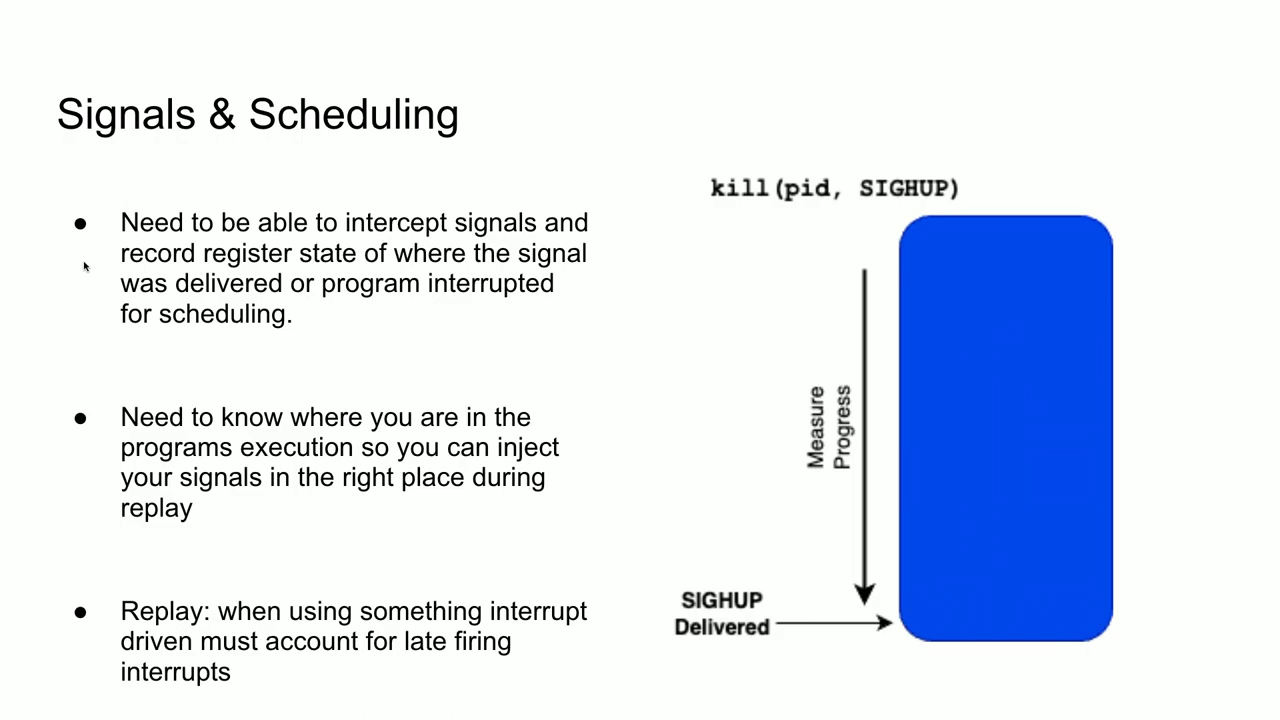 Signals & Scheduling
● Need to be able to intercept signals and
record register state of where the signal
was delivered or program interrupted
for scheduling.
● Need to know where you are in the
programs execution so you can inject
your signals in the right place during
replay
● Replay: when using something interrupt
driven must account for late firing
interrupts
kill(pid, SIGHUP)
Measure
Progress
SIGHUP
Delivered